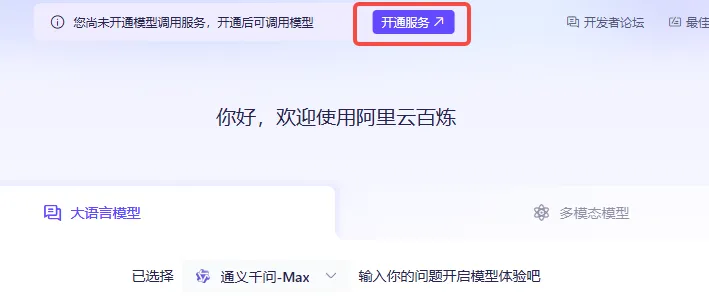 您尚未开通模型调用服务，开通后可调用模型 开通服务 开发者论坛 最佳
你好，欢迎使用阿里云百炼
大语言模型 多模态模型
已选择 通义千问-Max 输入你的问题开启模型体验吧